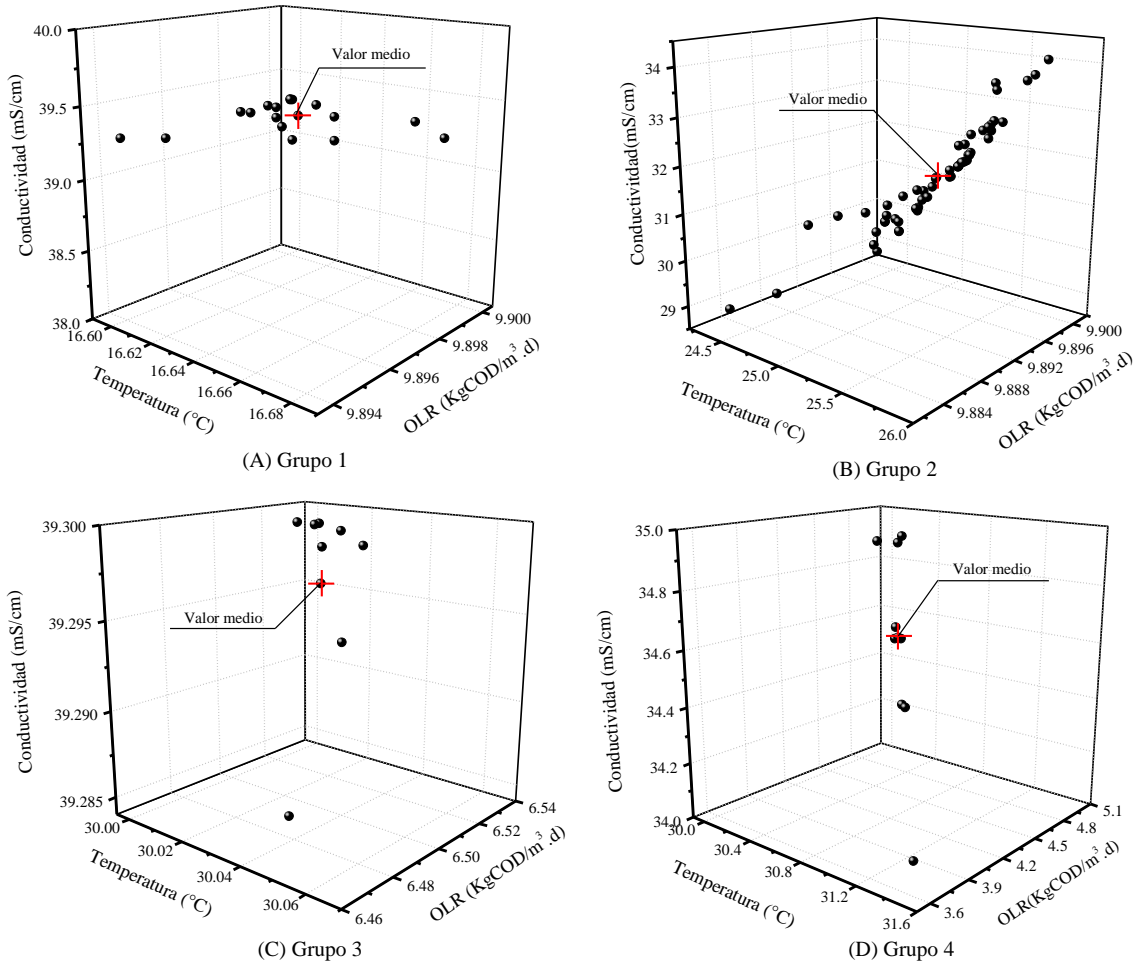 40.0
39.5
39.0
38.5
38.0
Conductividad (mS/cm)
Valor medio
16.60
16.62
16.64
16.66
16.68
Temperatura (°C)
9.894
9.896
9.898
9.900
OLR (KgCOD/m³.d)
(A) Grupo 1
34
33
32
31
30
29
Conductivitdad(mS/cm)
Valor medio
24.5
25.0
25.5
26.0
Temperatura (°C)
9.884
9.888
9.892
9.896
9.900
OLR (KgCOD/m³.d)
(B) Grupo 2
39.300
39.295
39.290
39.285
Conductividad (mS/cm)
Valor medio
30.00
30.02
30.04
30.06
Temperatura (°C)
6.46
6.48
6.50
6.52
6.54
OLR (KgCOD/m³.d)
(C) Grupo 3
35.0
34.8
34.6
34.4
34.2
34.0
Conductividad (mS/cm)
Valor medio
30.0
30.4
30.8
31.2
31.6
Temperatura (°C)
3.6
3.9
4.2
4.5
4.8
5.1
OLR(KgCOD/m³.d)
(D) Grupo 4